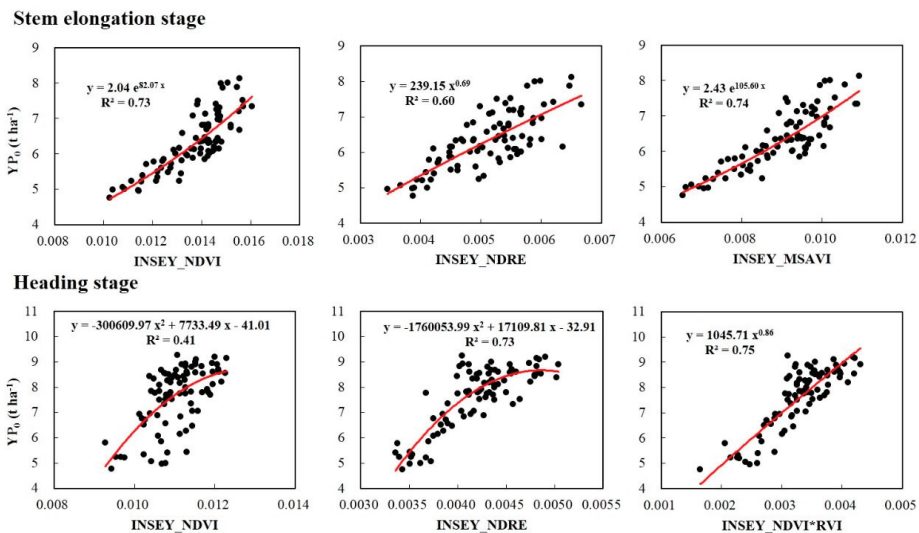 Stem elongation stage
9
8
7
6
5
4
YP₀ (t ha⁻¹)
y = 2.04 e^82.07 x
R² = 0.73
0.008 0.010 0.012 0.014 0.016 0.018
INSEY_NDVI
9
8
7
6
5
4
y = 239.15 x^0.69
R² = 0.60
0.003 0.004 0.005 0.006 0.007
INSEY_NDRE
9
8
7
6
5
4
y = 2.43 e^105.60 x
R² = 0.74
0.006 0.008 0.010 0.012
INSEY_MSAVI
Heading stage
11
10
9
8
7
6
5
4
YP₀ (t ha⁻¹)
y = -300609.97 x² + 7733.49 x - 41.01
R² = 0.41
0.008 0.010 0.012 0.014
INSEY_NDVI
11
10
9
8
7
6
5
4
y = -1760053.99 x² + 17109.81 x - 32.91
R² = 0.73
0.0030 0.0035 0.0040 0.0045 0.0050 0.0055
INSEY_NDRE
11
10
9
8
7
6
5
4
y = 1045.71 x^0.86
R² = 0.75
0.001 0.002 0.003 0.004 0.005
INSEY_NDVI*RVI